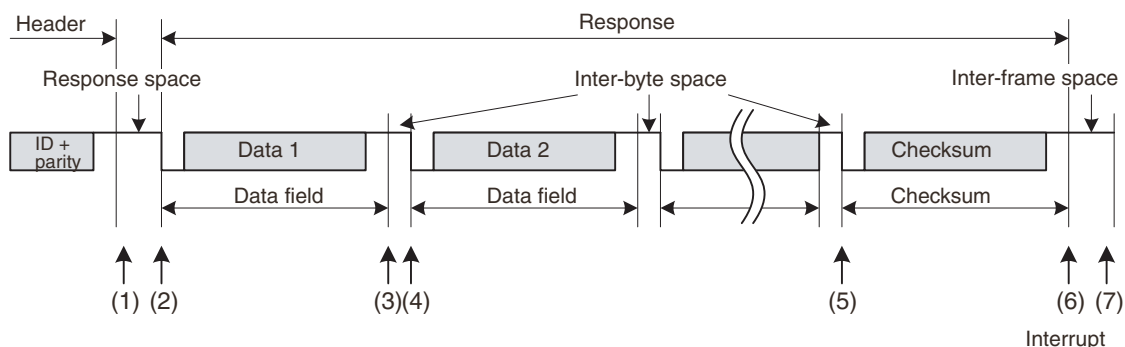 Header
Response
Response space
Inter-byte space
Inter-frame space
ID +
parity
Data 1
Data 2
Checksum
Data field
Data field
Checksum
(1)
(2)
(3)
(4)
(5)
(6)
(7)
Interrupt